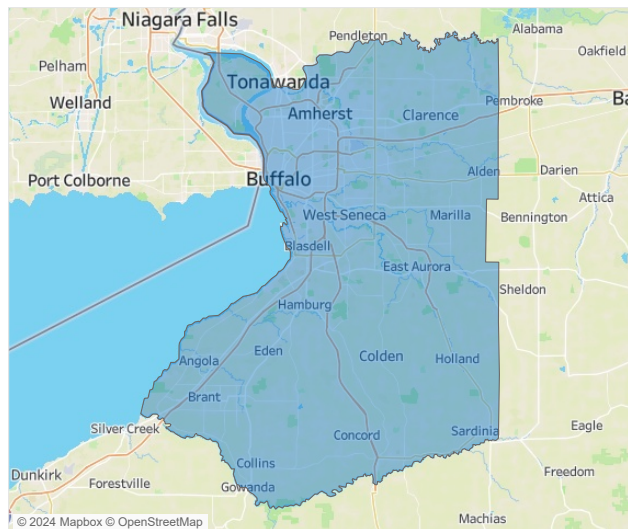 Niagara Falls
Pendleton
Alabama
Oakfield
Pelham
Tonawanda
Welland
Amherst
Clarence
Pembroke
Ba
Port Colborne
Buffalo
Alden
Darien
Attica
West Seneca
Marilla
Bennington
Blasdell
East Aurora
Sheldon
Hamburg
Eden
Colden
Holland
Angola
Brant
Silver Creek
Concord
Sardinia
Eagle
Collins
Dunkirk
Forestville
Gowanda
Freedom
Machias
© 2024 Mapbox © OpenStreetMap